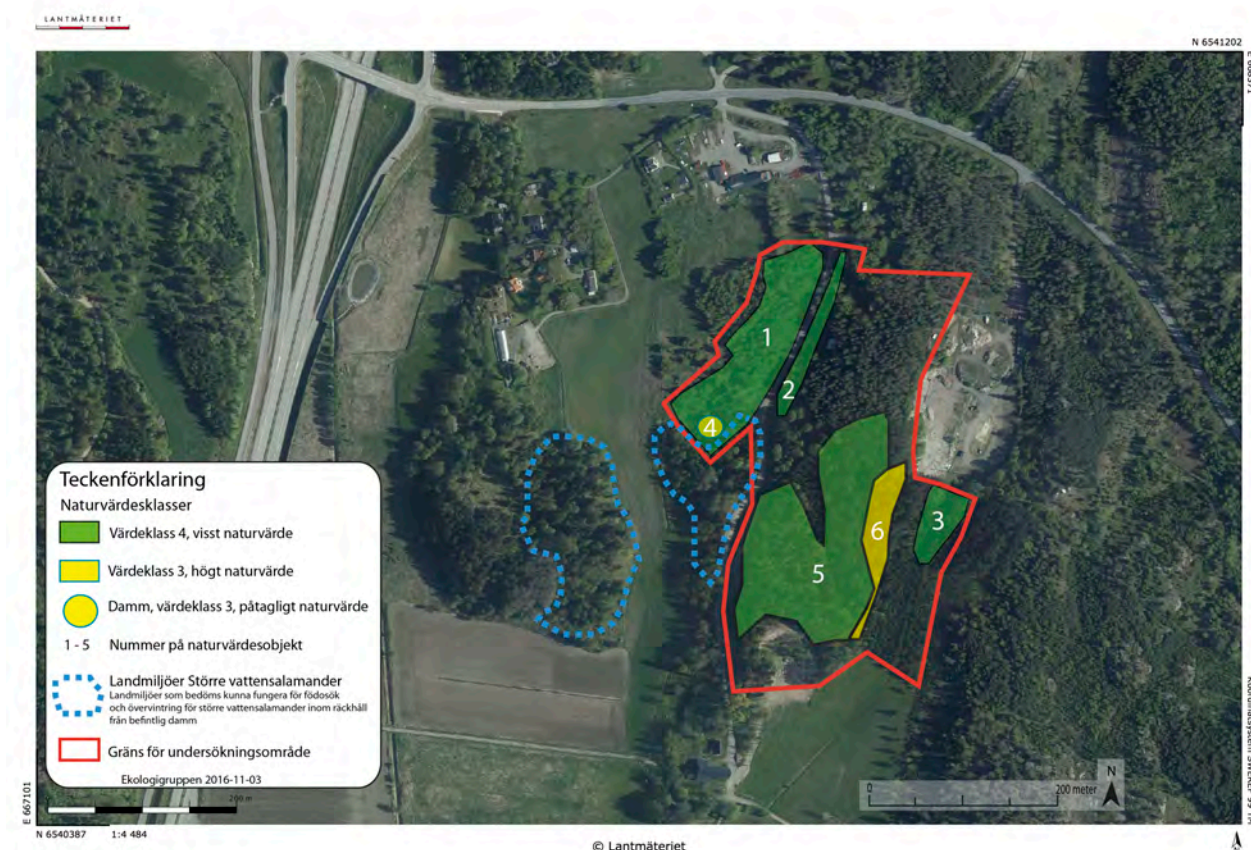 LANTMÄTERIET
N 6541202
1
2
4
3
6
5
Teckenförklaring
Naturvärdesklasser
Värdeklass 4, visst naturvärde
Värdeklass 3, högt naturvärde
Damm, värdeklass 3, påtagligt naturvärde
1 - 5 Nummer på naturvärdesobjekt
Landmiljöer Större vattensalamander
Landmiljöer som bedöms kunna fungera för födosök
och övervintring för större vattensalamander inom räckhåll
från befintlig damm
Gräns för undersökningsområde
Ekologigruppen 2016-11-03
200 m
0
200 meter
N
E 667101
N 6540387 1:4 484
© Lantmäteriet